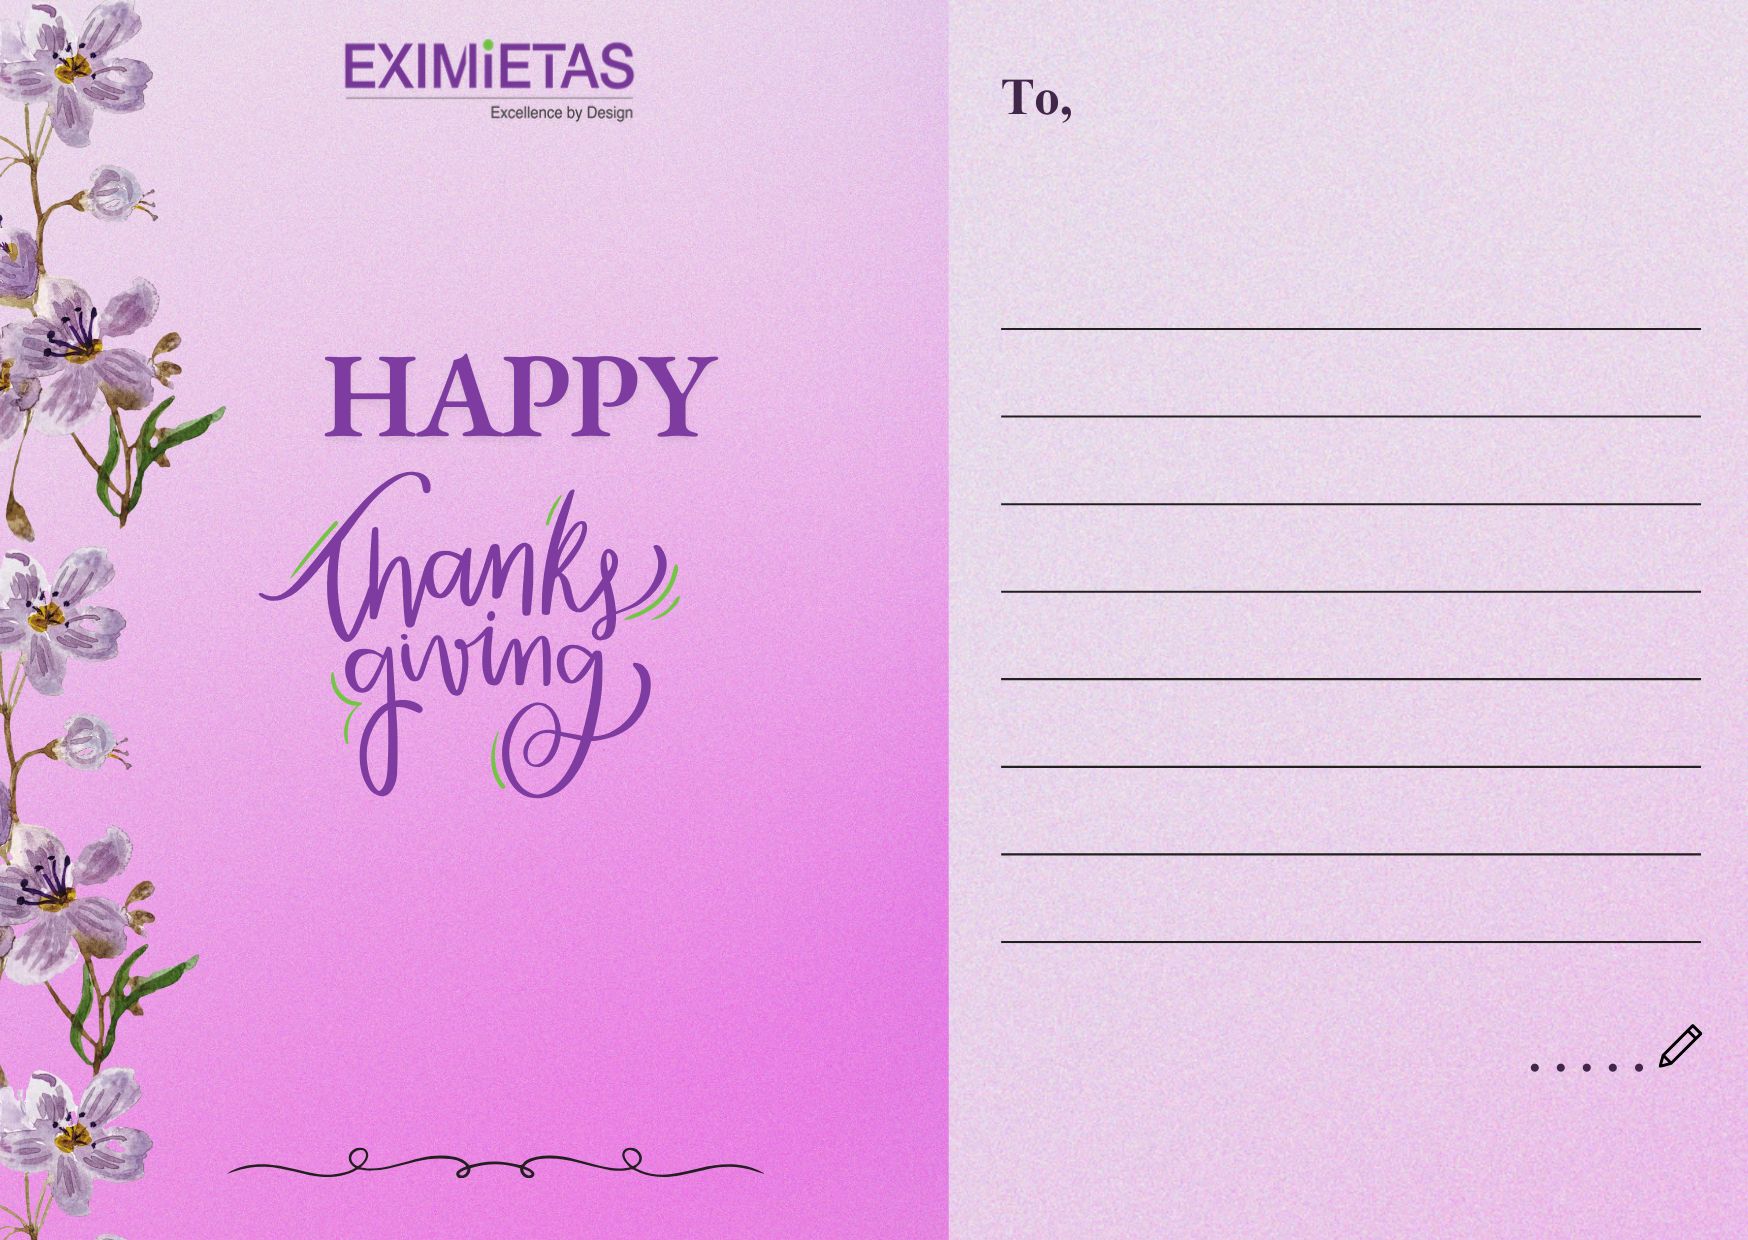 EXIMiETAS
Excellence by Design
HAPPY
Thanks
giving
To,
.....